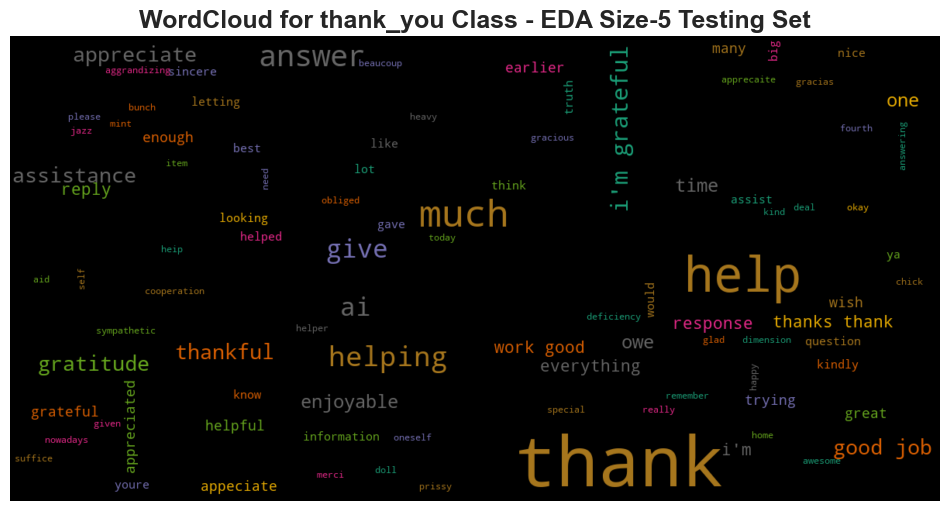 WordCloud for thank_you Class - EDA Size-5 Testing Set
appreciate
answer
beaucoup
aggrandizing
sincere
earlier
many
big
nice
apprecaite
gracias
letting
bunch
truth
i'm grateful
one
please
mint
jazz
enough
heavy
gracious
fourth
answering
like
best
item
lot
need
assistance
reply
think
time
assist
kind
deal
okay
obliged
looking
much
gave
helped
today
give
heip
ya
aid
self
help
chick
cooperation
ai
would
wish
deficiency
response
thanks thank
sympathetic
helper
owe
glad
dimension
question
thankful
helping
work good
gratitude
everything
kindly
happy
appreciated
know
enjoyable
remember
trying
grateful
special
really
great
given
helpful
nowadays
information
oneself
home
thank
i'm
good job
suffice
merci
doll
awesome
youre
appeciate
prissy